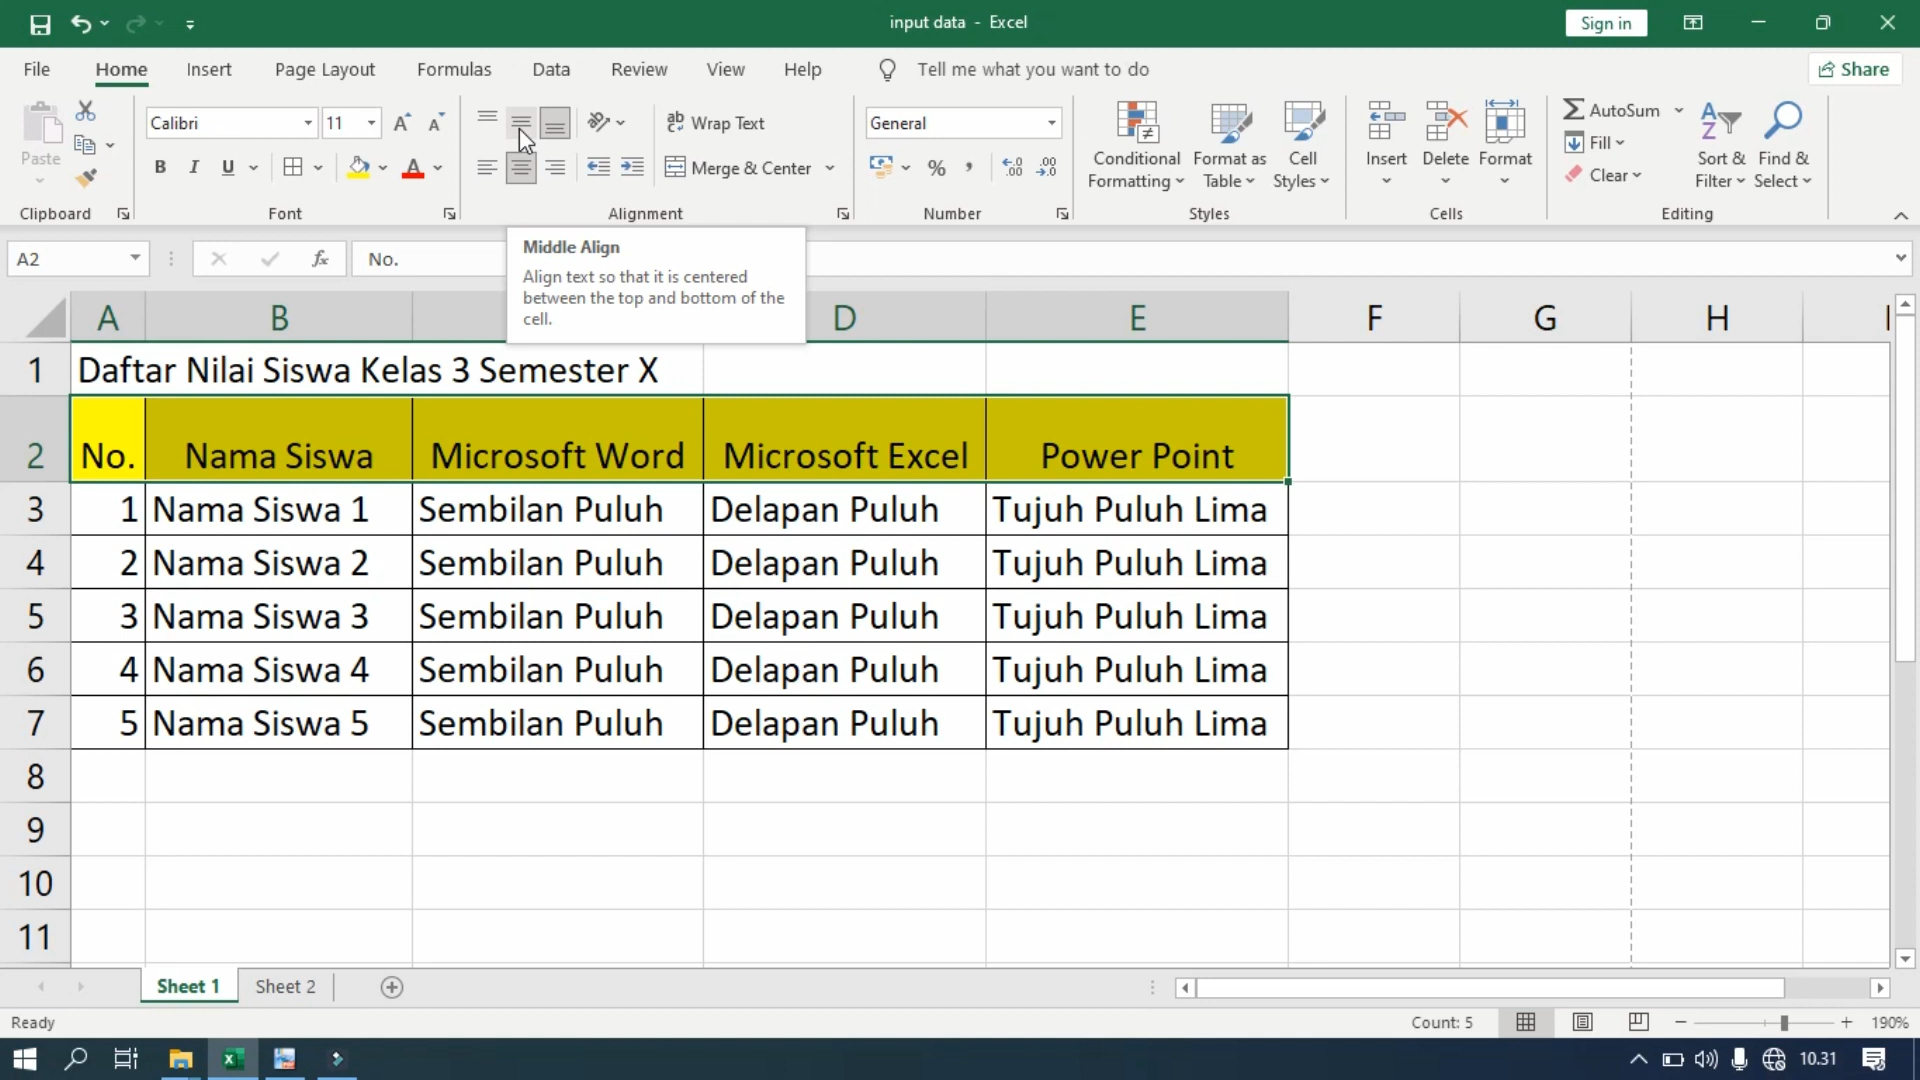 input data - Excel
Sign in
File Home Insert Page Layout Formulas Data Review View Help Tell me what you want to do Share
Paste
Calibri 11
B I U A
Wrap Text
Merge & Center
General
% ,
Conditional Formatting
Format as Table
Cell Styles
Insert Delete Format
AutoSum
Fill
Clear
Sort & Filter
Find & Select
Clipboard Font Alignment Number Styles Cells Editing
A2 fx No.
Middle Align
Align text so that it is centered
between the top and bottom of the
cell.
A B D E F G H
1 Daftar Nilai Siswa Kelas 3 Semester X
2 No. Nama Siswa Microsoft Word Microsoft Excel Power Point
3 1 Nama Siswa 1 Sembilan Puluh Delapan Puluh Tujuh Puluh Lima
4 2 Nama Siswa 2 Sembilan Puluh Delapan Puluh Tujuh Puluh Lima
5 3 Nama Siswa 3 Sembilan Puluh Delapan Puluh Tujuh Puluh Lima
6 4 Nama Siswa 4 Sembilan Puluh Delapan Puluh Tujuh Puluh Lima
7 5 Nama Siswa 5 Sembilan Puluh Delapan Puluh Tujuh Puluh Lima
8
9
10
11
Sheet 1 Sheet 2
Ready Count: 5 190%
10.31